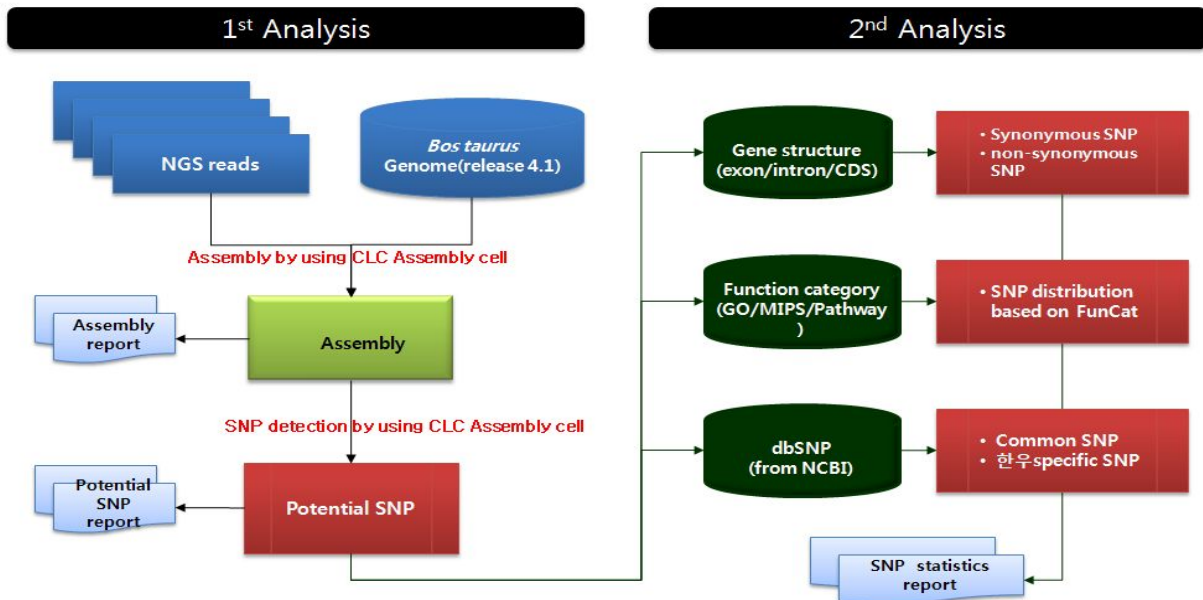 1st Analysis
NGS reads
Bos taurus
Genome(release 4.1)
Assembly by using CLC Assembly cell
Assembly
report
Assembly
SNP detection by using CLC Assembly cell
Potential
SNP
report
Potential SNP
2nd Analysis
Gene structure
(exon/intron/CDS)
• Synonymous SNP
• non-synonymous
SNP
Function category
(GO/MIPS/Pathway
)
• SNP distribution
based on FunCat
dbSNP
(from NCBI)
• Common SNP
• 한우specific SNP
SNP statistics
report